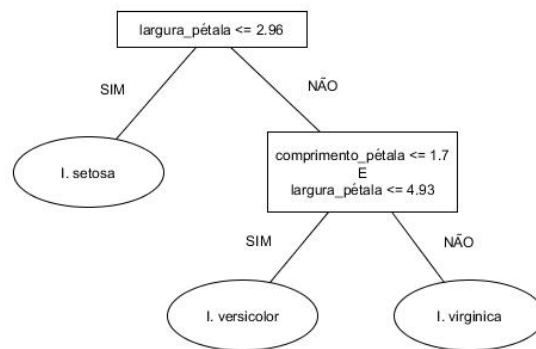 largura_pétala <= 2.96
SIM
NÃO
I. setosa
comprimento_pétala <= 1.7
E
largura_pétala <= 4.93
SIM
NÃO
I. versicolor
I. virginica